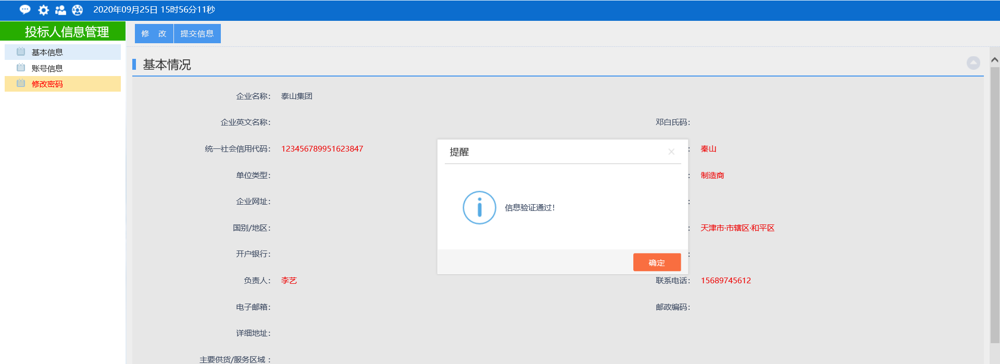 2020年09月25日 15时56分11秒
投标人信息管理
修 改 提交信息
基本信息
账号信息
修改密码
基本情况
企业名称： 泰山集团
企业英文名称： 邓白氏码：
统一社会信用代码： 123456789951623847 ： 秦山
单位类型： ： 制造商
企业网址： ：
国别/地区： ： 天津市·市辖区·和平区
开户银行： ：
负责人： 李艺 联系电话： 15689745612
电子邮箱： 邮政编码：
详细地址：
主要供货/服务区域：
提醒
信息验证通过！
确定